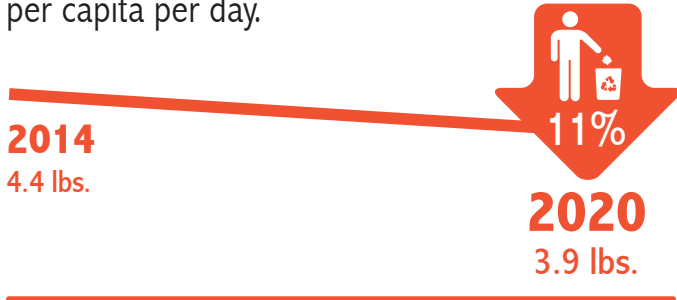 per capita per day.
11%
2014
4.4 lbs.
2020
3.9 lbs.